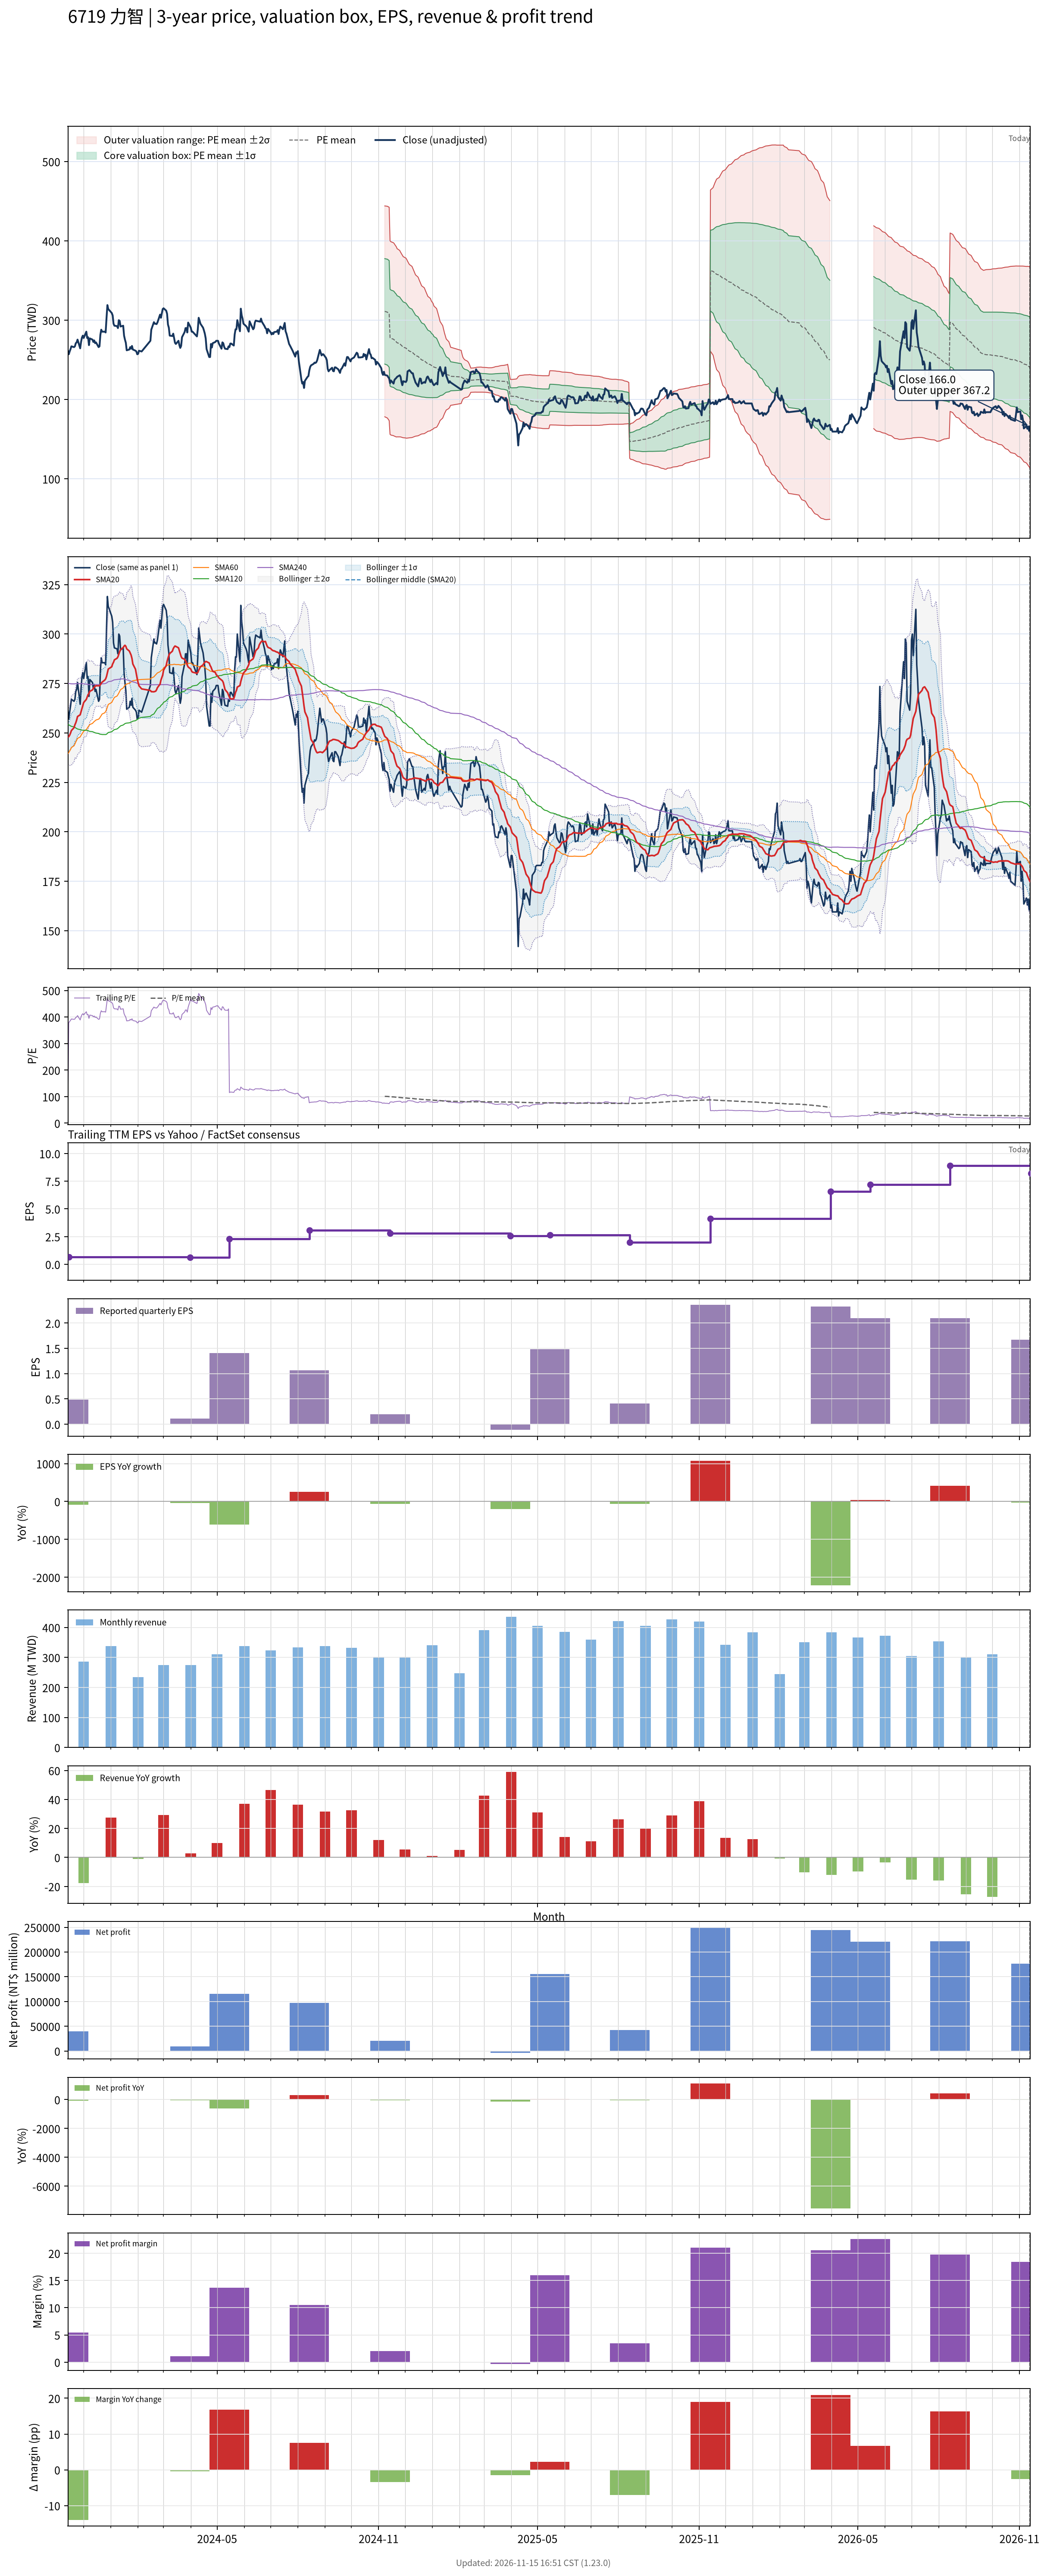 6719 力智 | 3-year price, valuation box, EPS, revenue & profit trend
Outer valuation range: PE mean ±2σ
Core valuation box: PE mean ±1σ
PE mean
Close (unadjusted)
Today
500
400
300
200
100
Price (TWD)
Close 166.0
Outer upper 367.2
Close (same as panel 1)
SMA20
SMA60
SMA120
SMA240
Bollinger ±2σ
Bollinger ±1σ
Bollinger middle (SMA20)
325
300
275
250
225
200
175
150
Price
Trailing P/E
P/E mean
500
400
300
200
100
0
P/E
Trailing TTM EPS vs Yahoo / FactSet consensus
Today
10.0
7.5
5.0
2.5
0.0
EPS
Reported quarterly EPS
2.0
1.5
1.0
0.5
0.0
EPS
EPS YoY growth
1000
0
-1000
-2000
YoY (%)
Monthly revenue
400
300
200
100
0
Revenue (M TWD)
Revenue YoY growth
60
40
20
0
-20
YoY (%)
Month
Net profit
250000
200000
150000
100000
50000
0
Net profit (NT$ million)
Net profit YoY
0
-2000
-4000
-6000
YoY (%)
Net profit margin
20
15
10
5
0
Margin (%)
Margin YoY change
20
10
0
-10
Δ margin (pp)
2024-05
2024-11
2025-05
2025-11
2026-05
2026-11
Updated: 2026-11-15 16:51 CST (1.23.0)